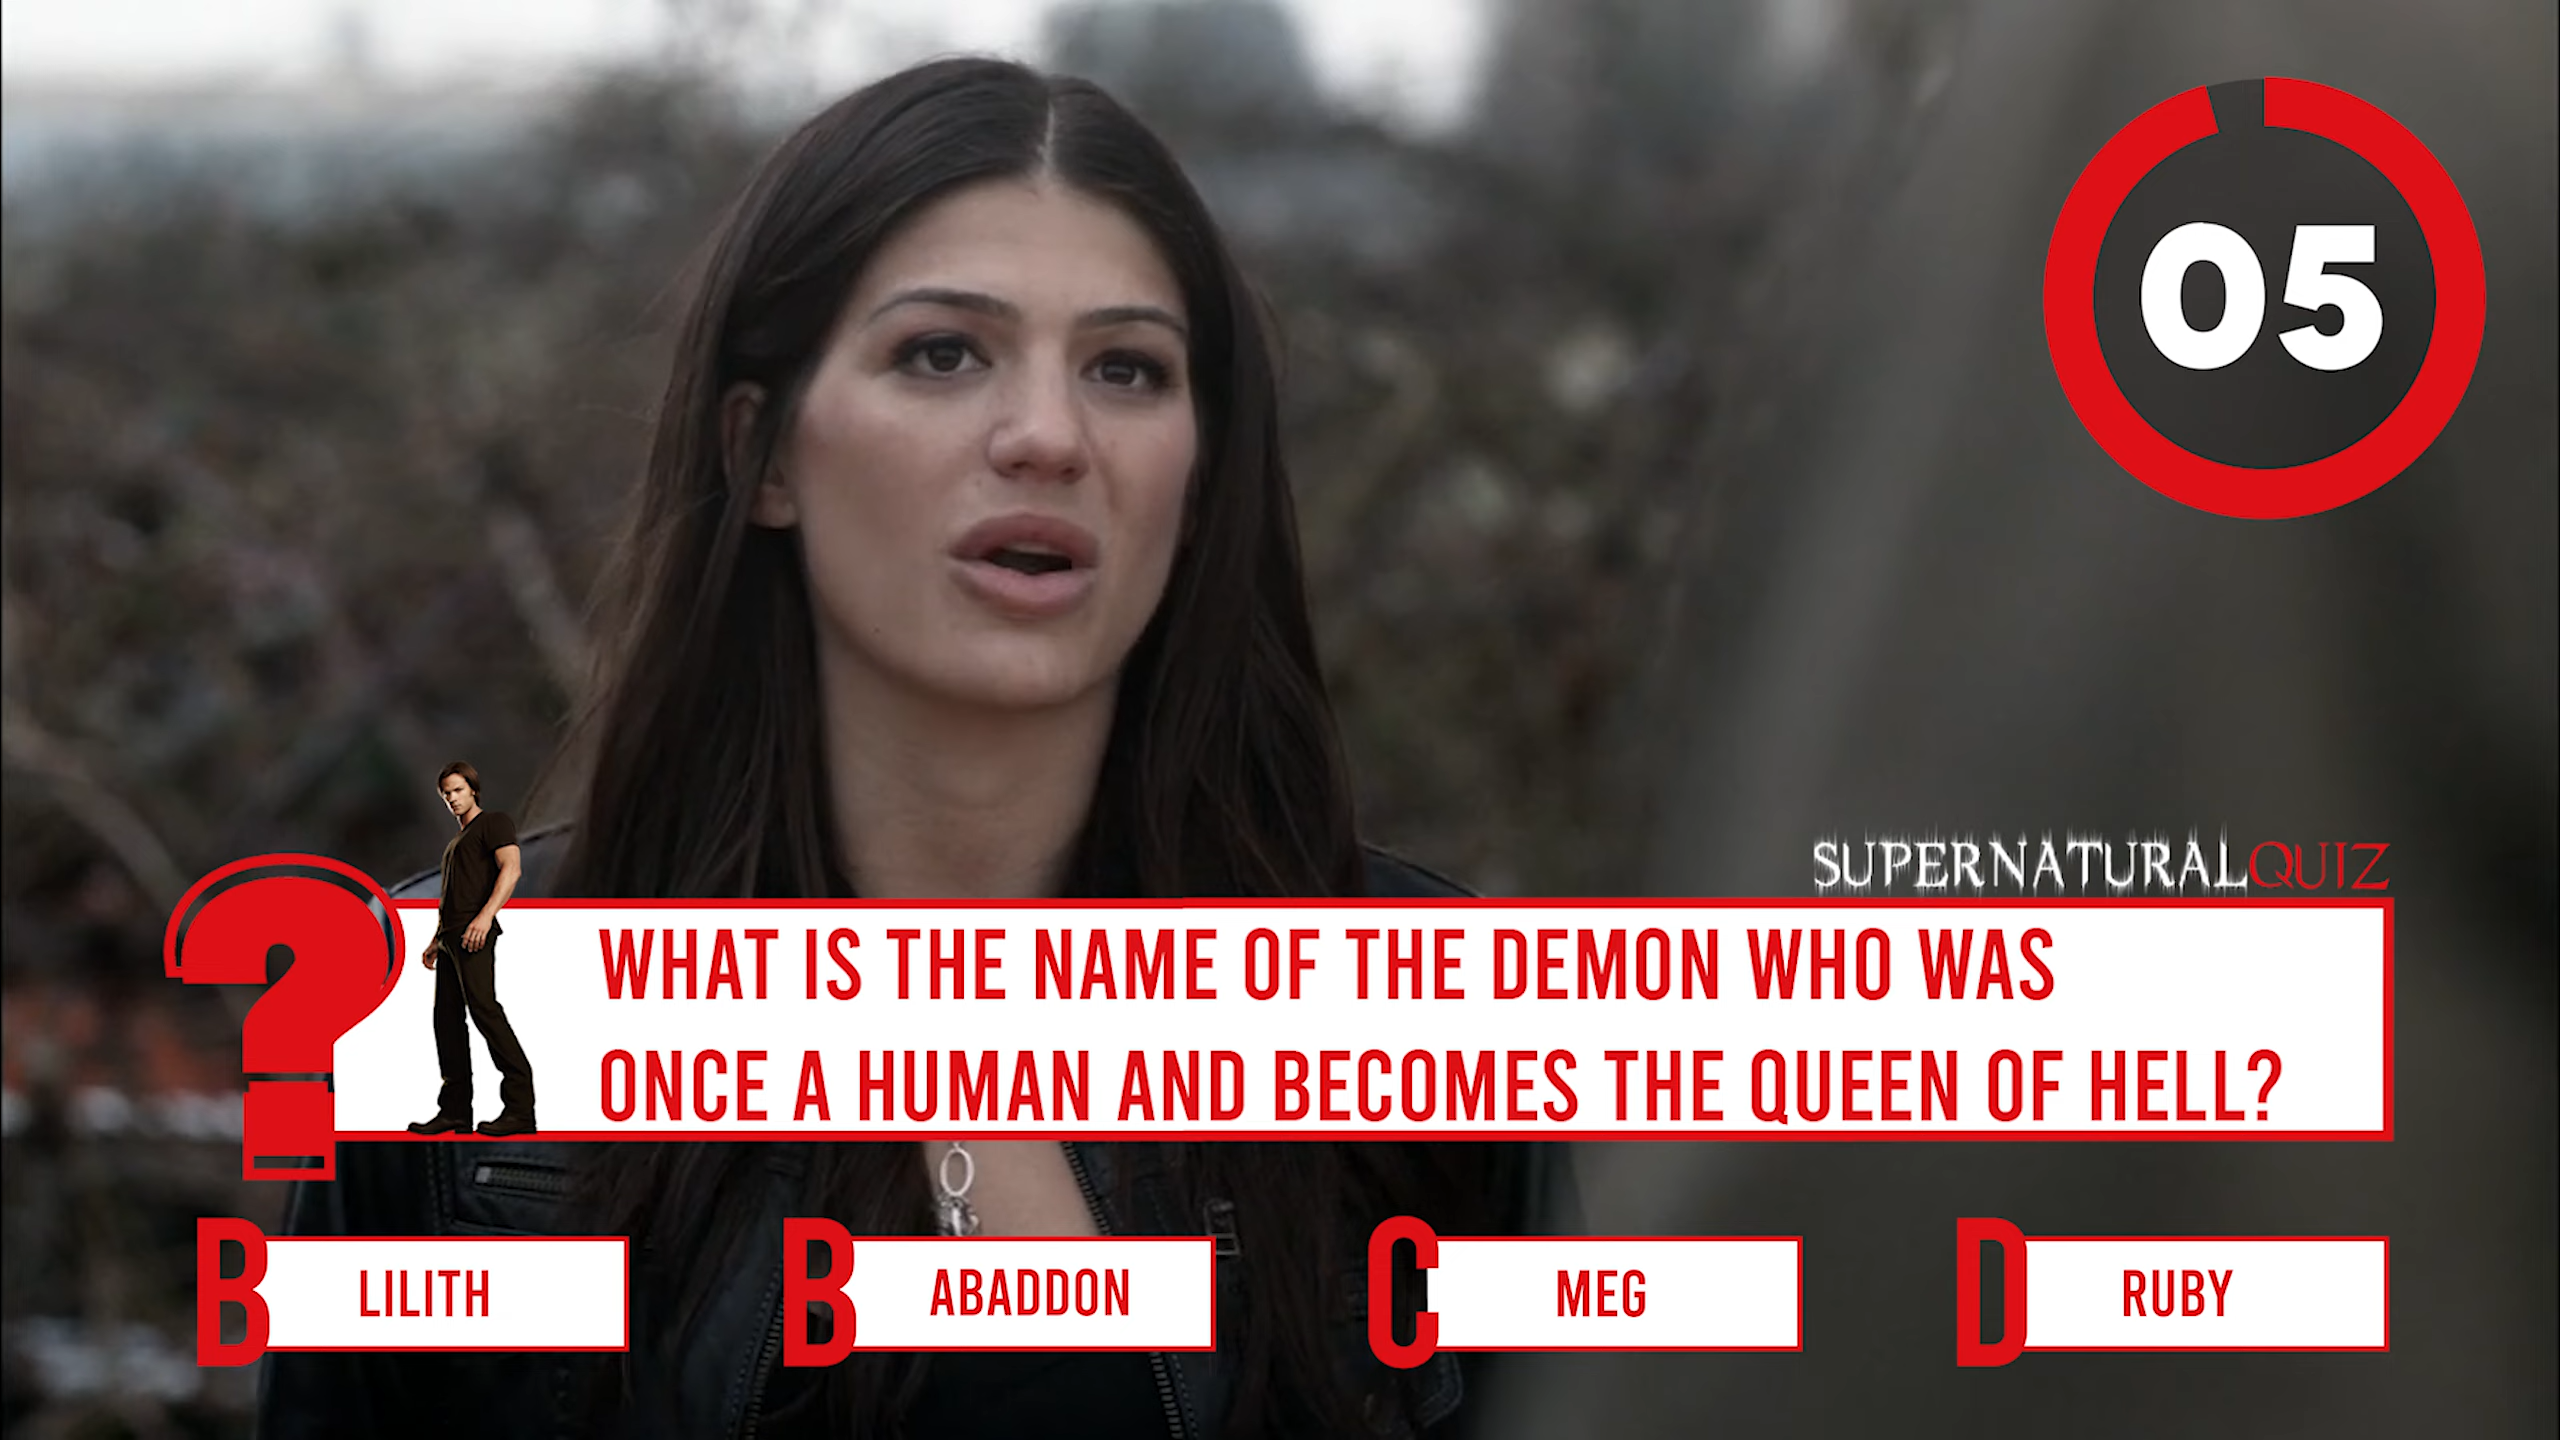 05
SUPERNATURALQUIZ
WHAT IS THE NAME OF THE DEMON WHO WAS
ONCE A HUMAN AND BECOMES THE QUEEN OF HELL?
B LILITH
B ABADDON
C MEG
D RUBY